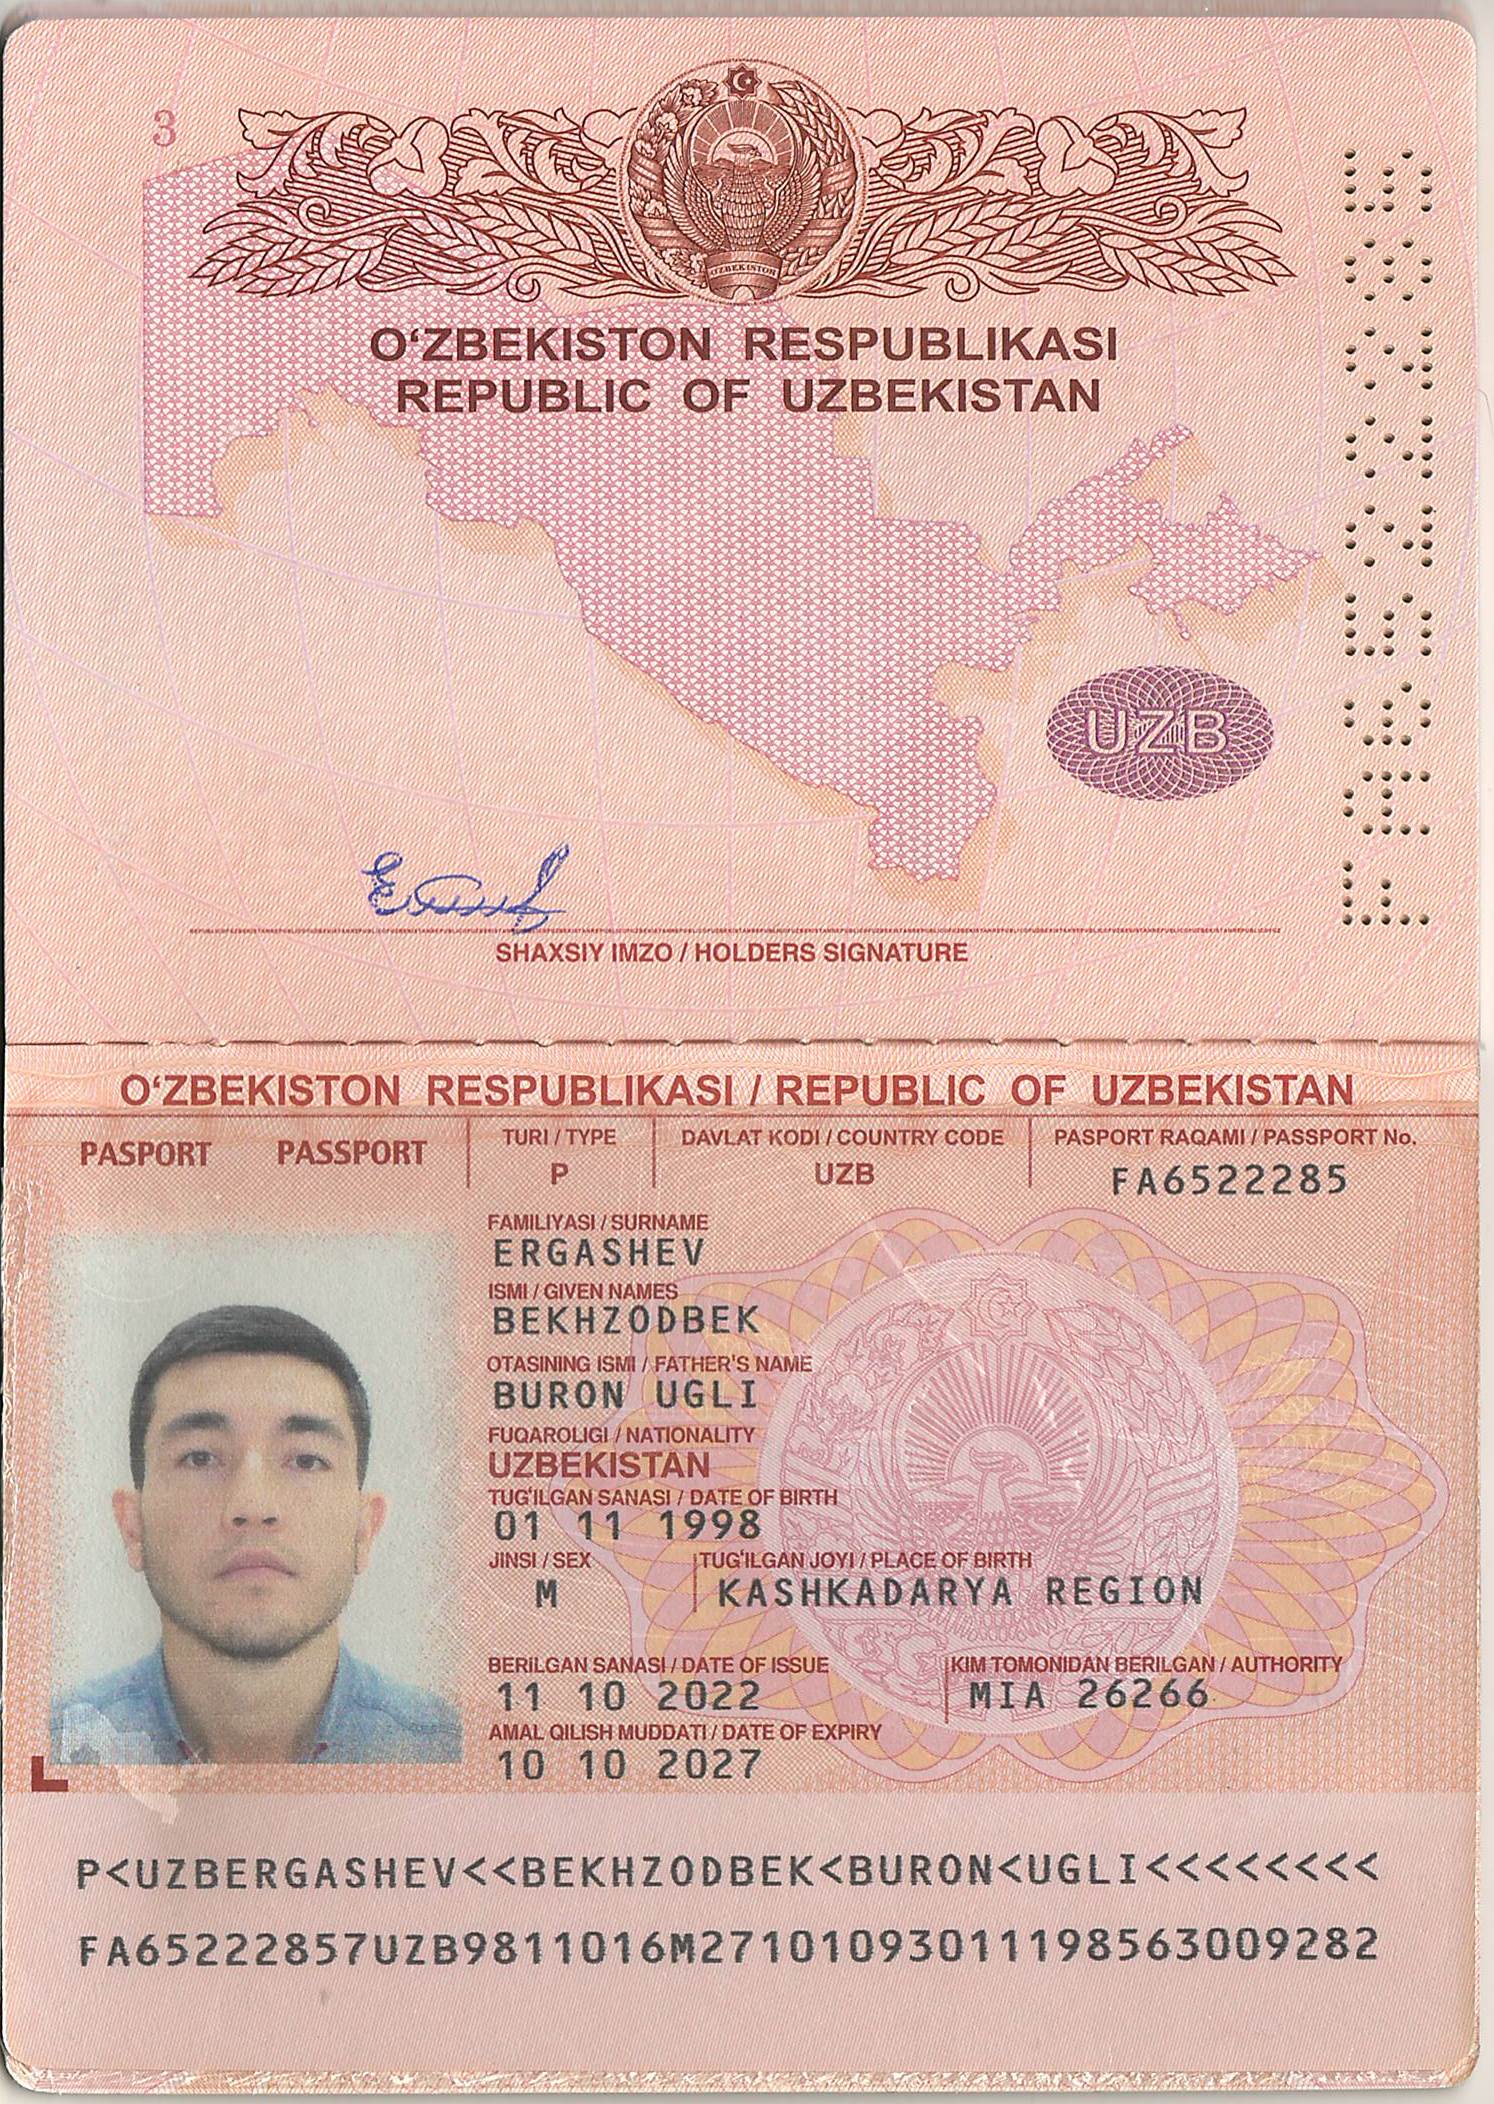 3
O'ZBEKISTON
O‘ZBEKISTON RESPUBLIKASI
REPUBLIC OF UZBEKISTAN
UZB
FA6522285
SHAXSIY IMZO / HOLDERS SIGNATURE
O‘ZBEKISTON RESPUBLIKASI / REPUBLIC OF UZBEKISTAN
PASPORT PASSPORT
TURI / TYPE
P
DAVLAT KODI / COUNTRY CODE
UZB
PASPORT RAQAMI / PASSPORT No.
FA6522285
FAMILIYASI / SURNAME
ERGASHEV
ISMI / GIVEN NAMES
BEKHZODBEK
OTASINING ISMI / FATHER'S NAME
BURON UGLI
FUQAROLIGI / NATIONALITY
UZBEKISTAN
TUG‘ILGAN SANASI / DATE OF BIRTH
01 11 1998
JINSI / SEX
M
TUG‘ILGAN JOYI / PLACE OF BIRTH
KASHKADARYA REGION
BERILGAN SANASI / DATE OF ISSUE
11 10 2022
KIM TOMONIDAN BERILGAN / AUTHORITY
MIA 26266
AMAL QILISH MUDDATI / DATE OF EXPIRY
10 10 2027
P<UZBERGASHEV<<BEKHZODBEK<BURON<UGLI<<<<<<<<
FA65222857UZB9811016M27101093011198563009282